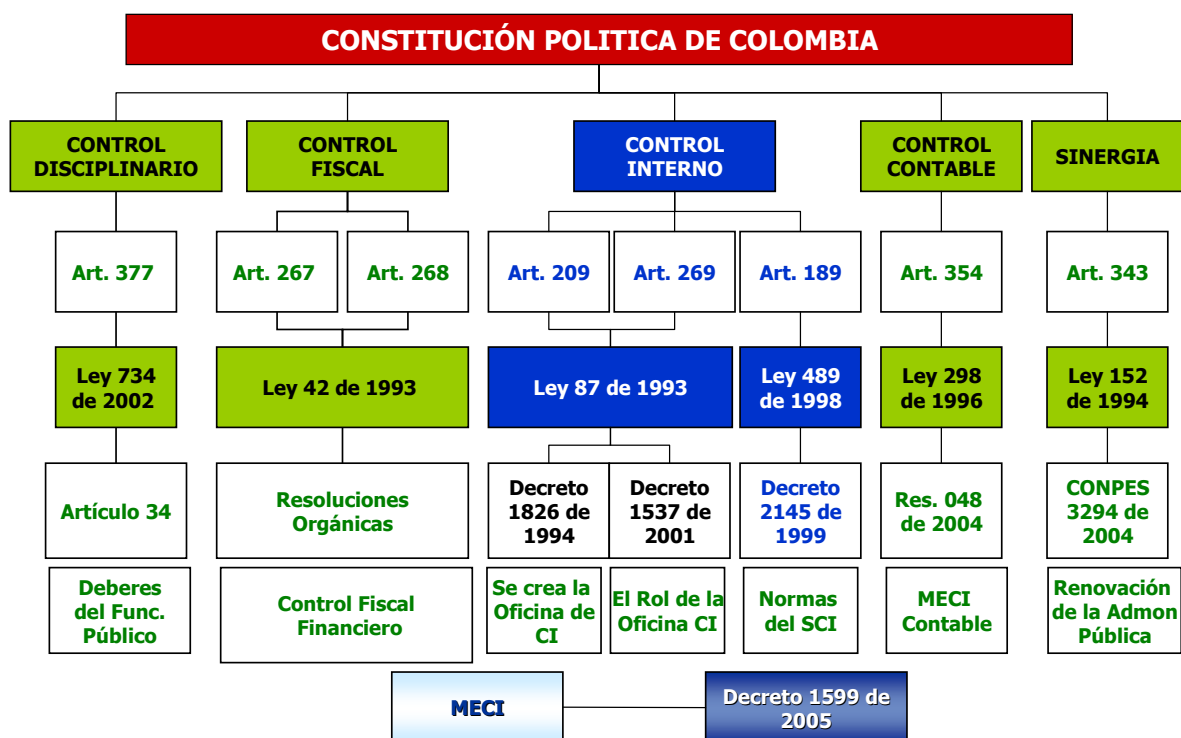 CONSTITUCIÓN POLITICA DE COLOMBIA
CONTROL
DISCIPLINARIO
CONTROL
FISCAL
CONTROL
INTERNO
CONTROL
CONTABLE
SINERGIA
Art. 377
Art. 267
Art. 268
Art. 209
Art. 269
Art. 189
Art. 354
Art. 343
Ley 734
de 2002
Ley 42 de 1993
Ley 87 de 1993
Ley 489
de 1998
Ley 298
de 1996
Ley 152
de 1994
Artículo 34
Resoluciones
Orgánicas
Decreto
1826 de
1994
Decreto
1537 de
2001
Decreto
2145 de
1999
Res. 048
de 2004
CONPES
3294 de
2004
Deberes
del Func.
Público
Control Fiscal
Financiero
Se crea la
Oficina de
CI
El Rol de la
Oficina CI
Normas
del SCI
MECI
Contable
Renovación
de la Admon
Pública
MECI
Decreto 1599 de
2005